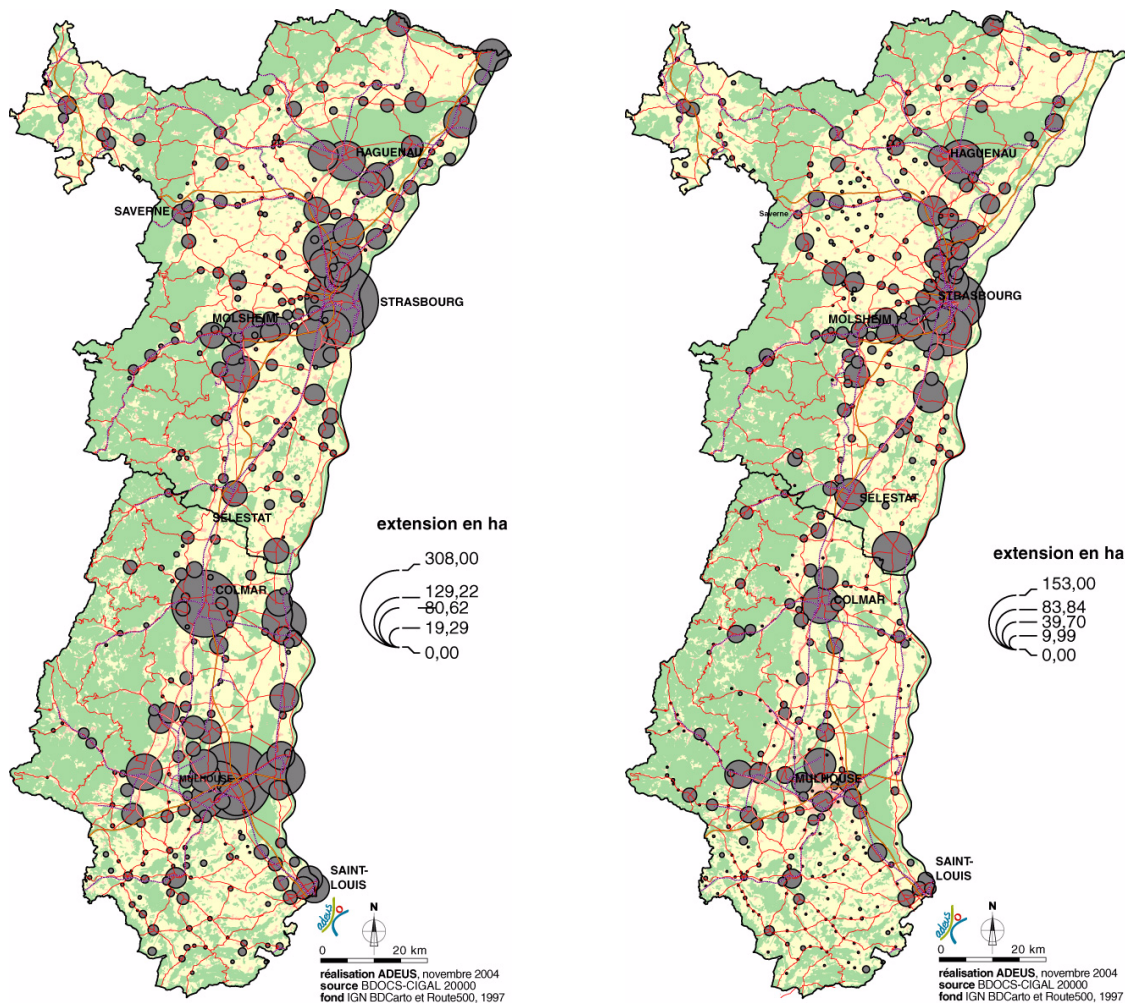 HAGUENAU
SAVERNE
STRASBOURG
MOLSHEIM
SÉLESTAT
extension en ha
308,00
129,22
80,62
19,29
0,00
COLMAR
MULHOUSE
SAINT-
LOUIS
adeus
N
0 20 km
réalisation ADEUS, novembre 2004
source BDOCS-CIGAL 20000
fond IGN BDCarto et Route500, 1997
HAGUENAU
Saverne
STRASBOURG
MOLSHEIM
SÉLESTAT
extension en ha
153,00
83,84
39,70
9,99
0,00
COLMAR
MULHOUSE
SAINT-
LOUIS
adeus
N
0 20 km
réalisation ADEUS, novembre 2004
source BDOCS-CIGAL 20000
fond IGN BDCarto et Route500, 1997